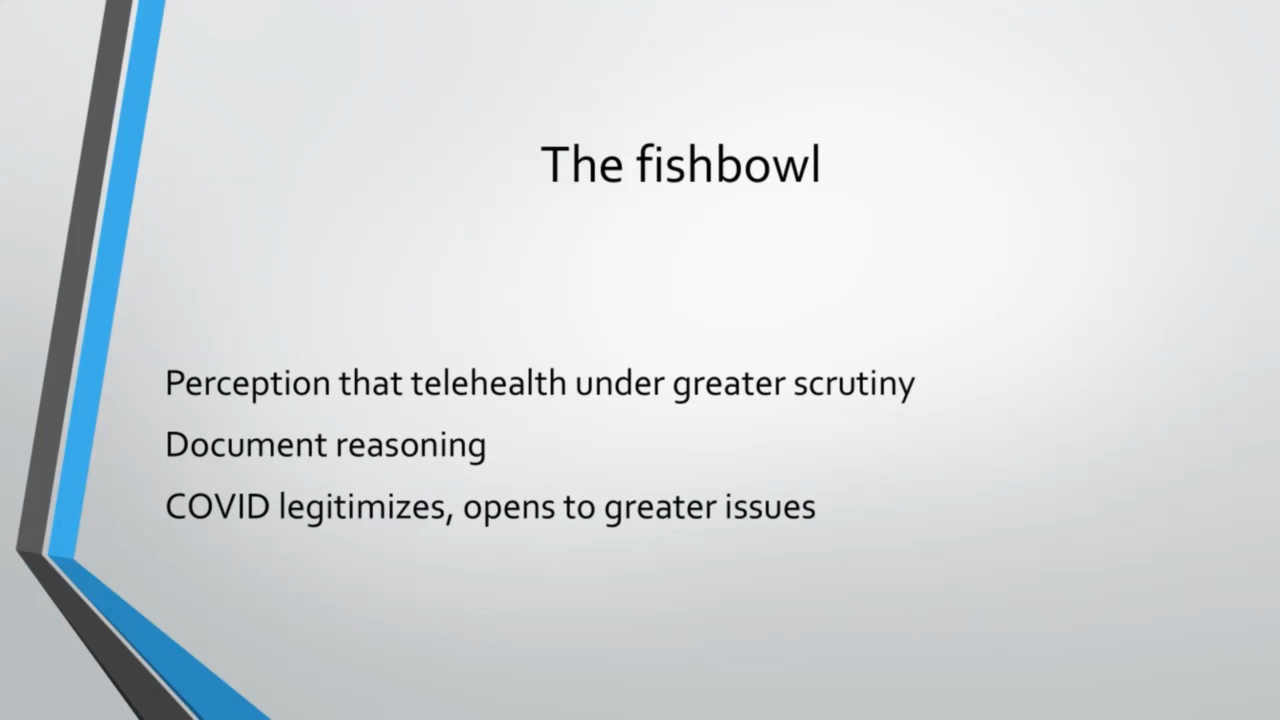 The fishbowl
Perception that telehealth under greater scrutiny
Document reasoning
COVID legitimizes, opens to greater issues